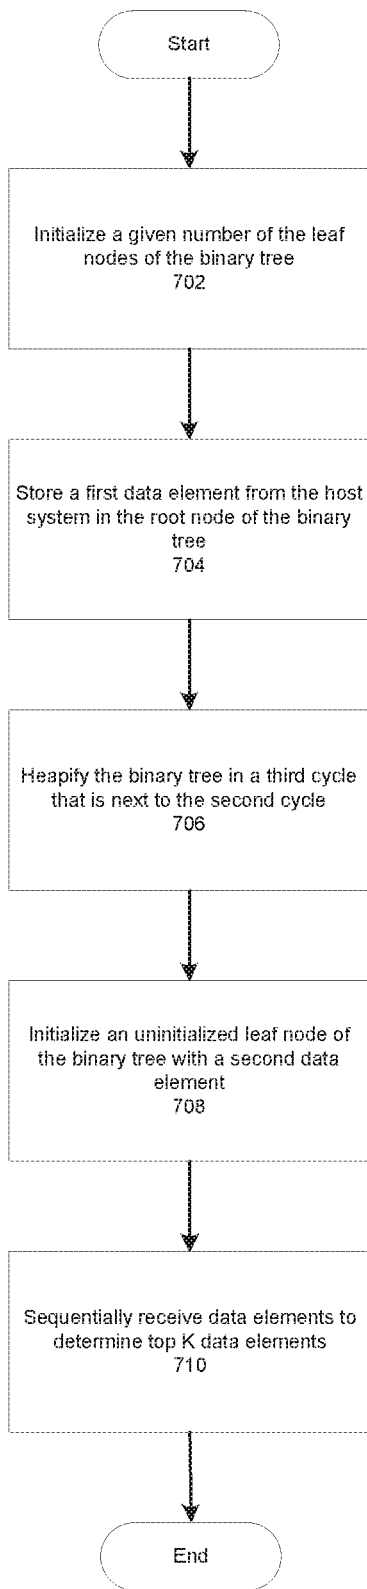 Start
Initialize a given number of the leaf
nodes of the binary tree
702
Store a first data element from the host
system in the root node of the binary
tree
704
Heapify the binary tree in a third cycle
that is next to the second cycle
706
Initialize an uninitialized leaf node of
the binary tree with a second data
element
708
Sequentially receive data elements to
determine top K data elements
710
End